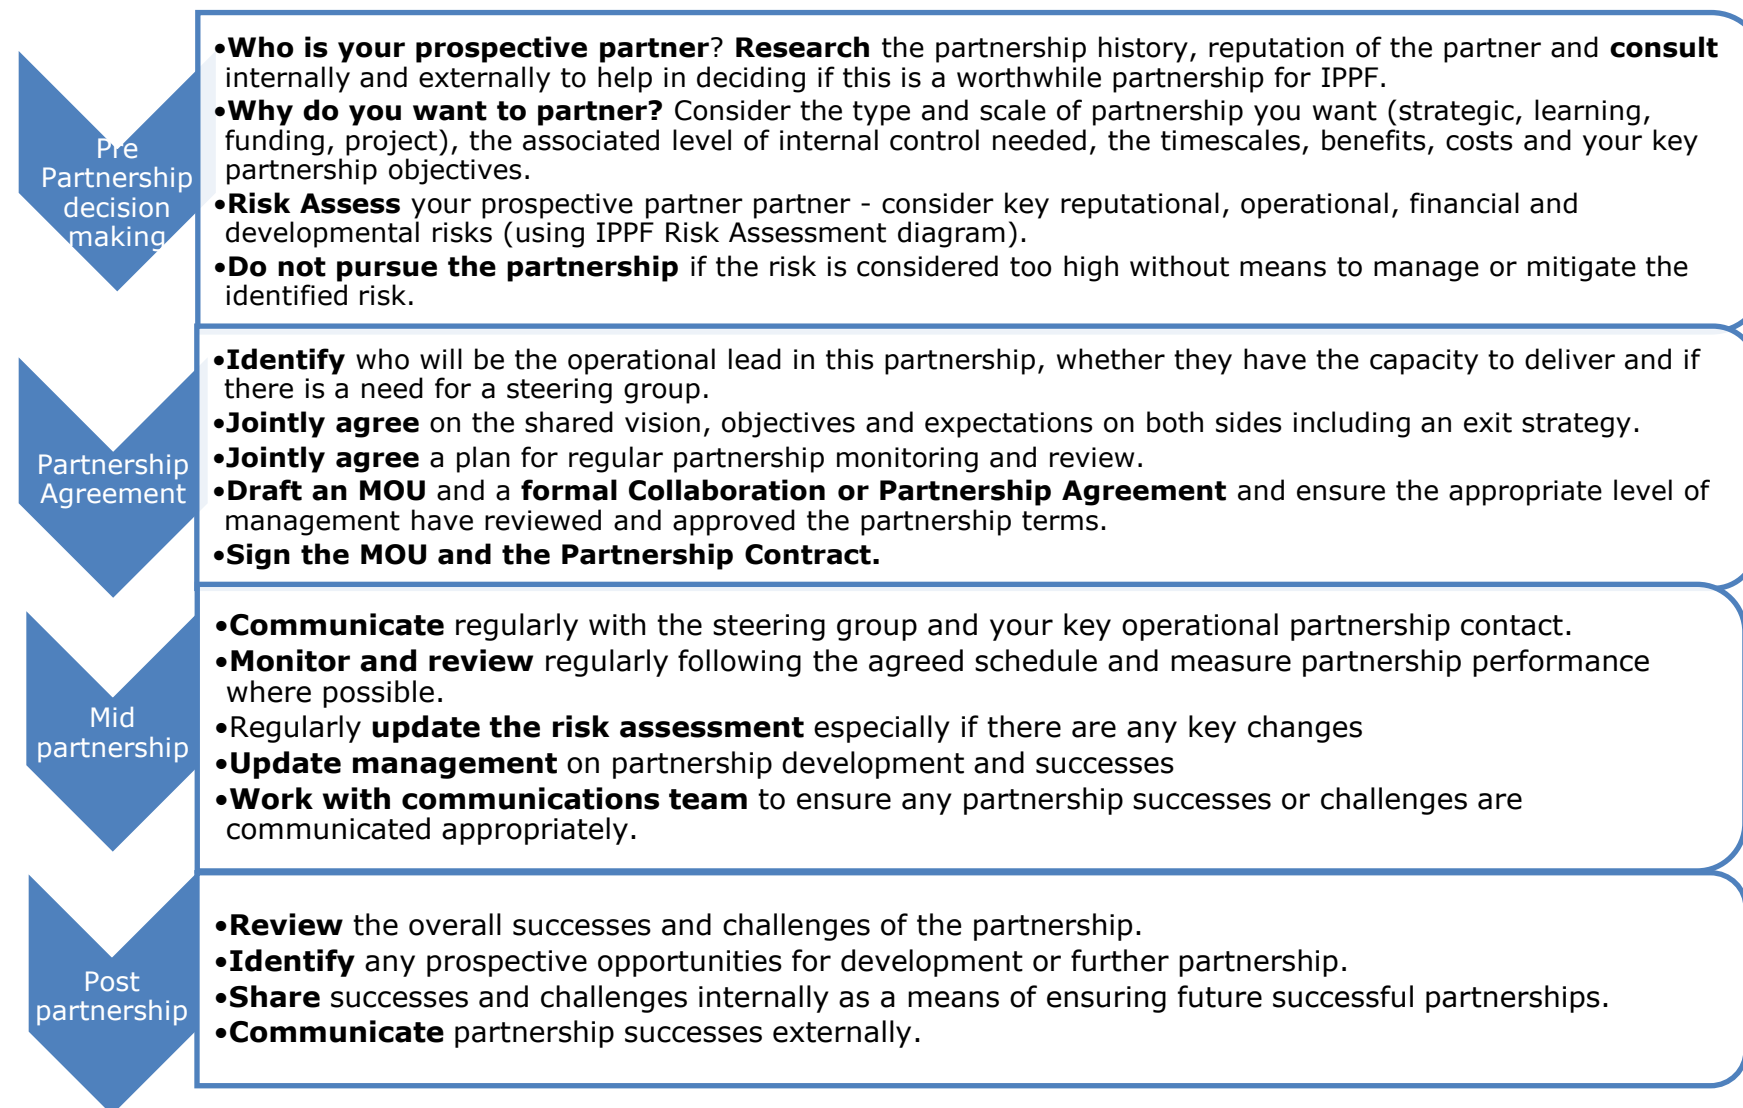 Pre
Partnership
decision
making
•Who is your prospective partner? Research the partnership history, reputation of the partner and consult
internally and externally to help in deciding if this is a worthwhile partnership for IPPF.
•Why do you want to partner? Consider the type and scale of partnership you want (strategic, learning,
funding, project), the associated level of internal control needed, the timescales, benefits, costs and your key
partnership objectives.
•Risk Assess your prospective partner partner - consider key reputational, operational, financial and
developmental risks (using IPPF Risk Assessment diagram).
•Do not pursue the partnership if the risk is considered too high without means to manage or mitigate the
identified risk.
Partnership
Agreement
•Identify who will be the operational lead in this partnership, whether they have the capacity to deliver and if
there is a need for a steering group.
•Jointly agree on the shared vision, objectives and expectations on both sides including an exit strategy.
•Jointly agree a plan for regular partnership monitoring and review.
•Draft an MOU and a formal Collaboration or Partnership Agreement and ensure the appropriate level of
management have reviewed and approved the partnership terms.
•Sign the MOU and the Partnership Contract.
Mid
partnership
•Communicate regularly with the steering group and your key operational partnership contact.
•Monitor and review regularly following the agreed schedule and measure partnership performance
where possible.
•Regularly update the risk assessment especially if there are any key changes
•Update management on partnership development and successes
•Work with communications team to ensure any partnership successes or challenges are
communicated appropriately.
Post
partnership
•Review the overall successes and challenges of the partnership.
•Identify any prospective opportunities for development or further partnership.
•Share successes and challenges internally as a means of ensuring future successful partnerships.
•Communicate partnership successes externally.